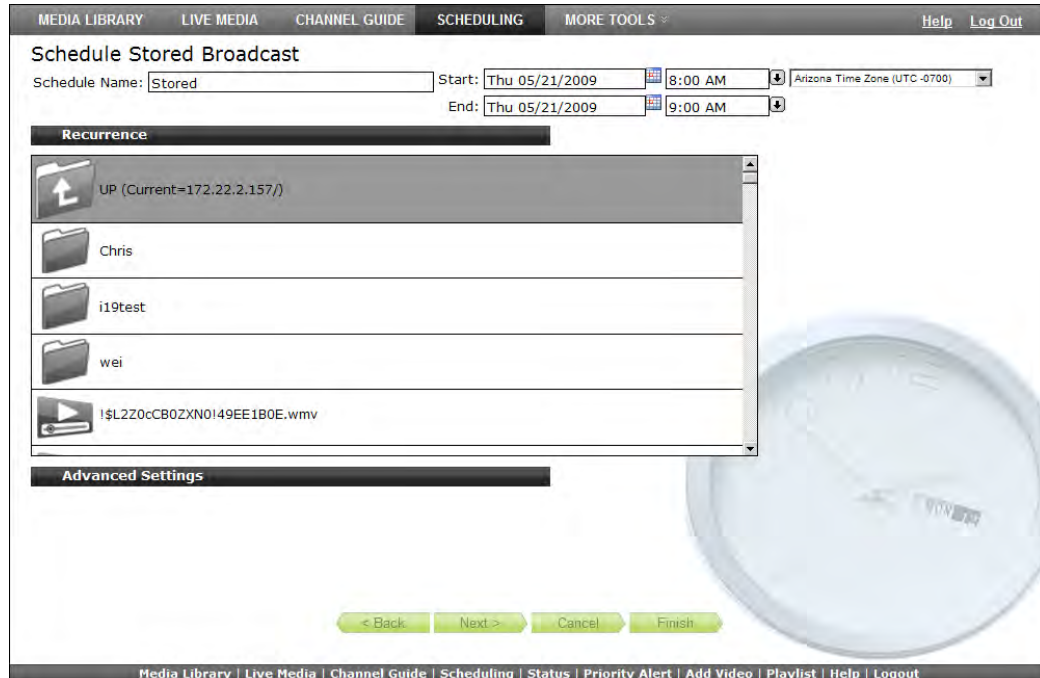 MEDIA LIBRARY LIVE MEDIA CHANNEL GUIDE SCHEDULING MORE TOOLS Help Log Out
Schedule Stored Broadcast
Schedule Name: Stored Start: Thu 05/21/2009 8:00 AM Arizona Time Zone (UTC -0700)
End: Thu 05/21/2009 9:00 AM
Recurrence
UP (Current=172.22.2.157/)
Chris
i19test
wei
!$L2Z0cCB0ZXN0!49EE1B0E.wmv
Advanced Settings
MON
< Back Next > Cancel Finish
Media Library | Live Media | Channel Guide | Scheduling | Status | Priority Alert | Add Video | Playlist | Help | Logout